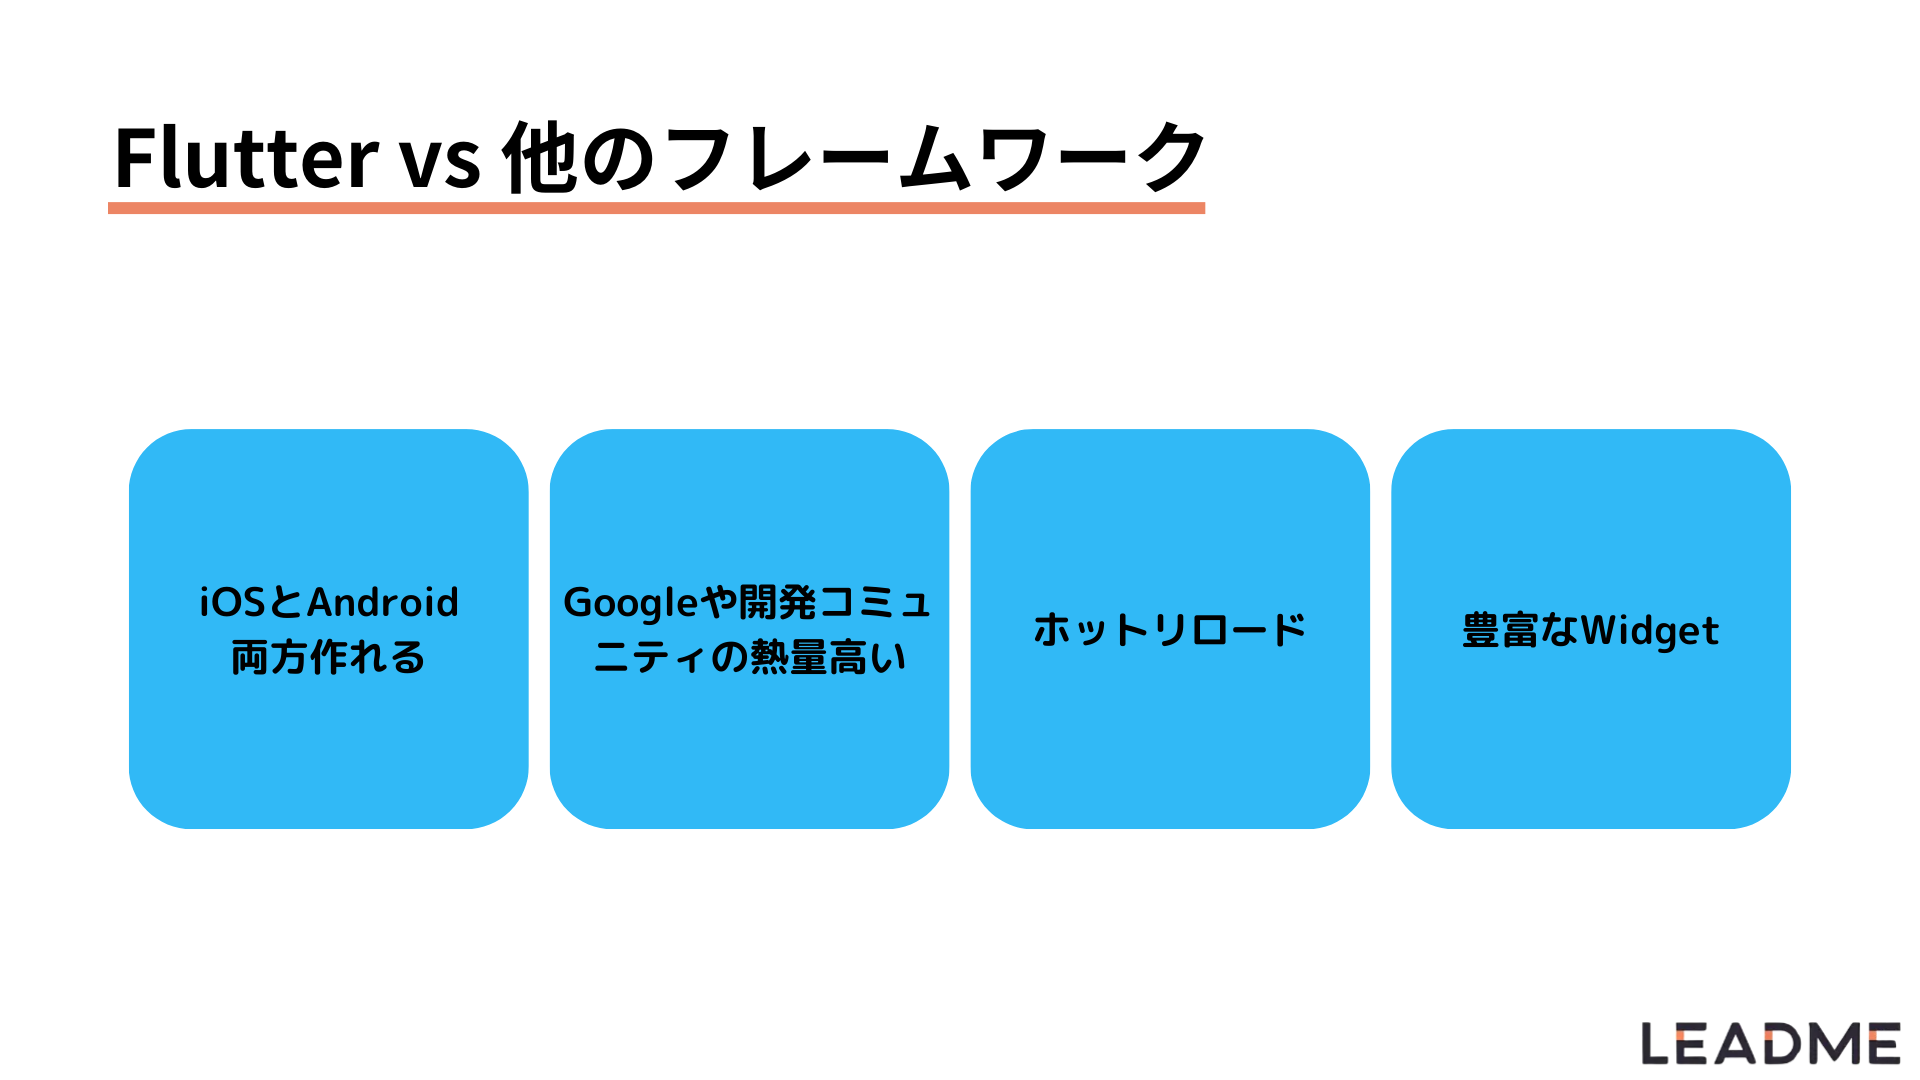 Flutter vs 他のフレームワーク
iOSとAndroid
両方作れる
Googleや開発コミュ
ニティの熱量高い
ホットリロード
豊富なWidget
LEADME